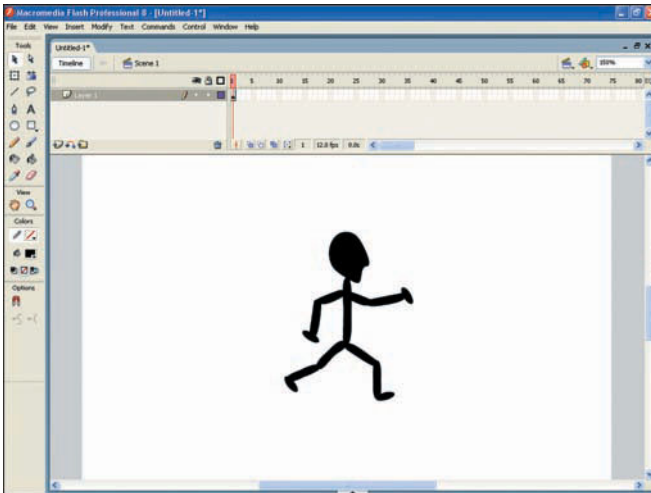 Macromedia Flash Professional 8 - [Untitled-1*]
File Edit View Insert Modify Text Commands Control Window Help
Tools
Untitled-1*
Timeline Scene 1 150%
1 5 10 15 20 25 30 35 40 45 50 55 60 65 70 75 80
Layer 1
A
1 12.0 fps 0.0s
View
Colors
Options